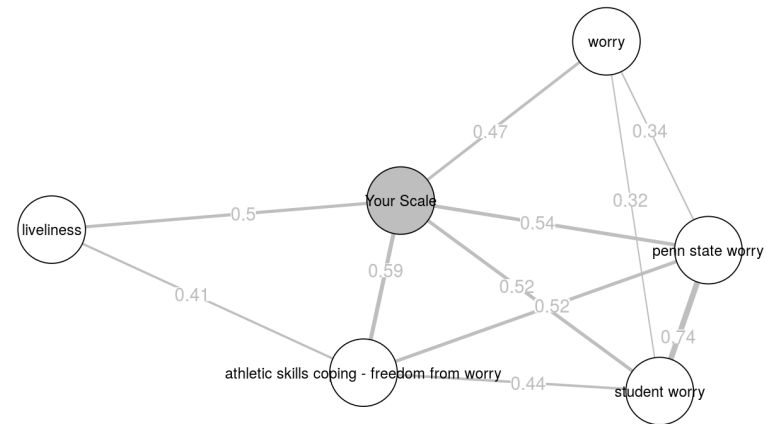 worry
0.47
0.34
0.32
Your Scale
0.5
0.54
liveliness
penn state worry
0.59
0.52
0.41
0.52
0.74
athletic skills coping - freedom from worry
0.44
student worry